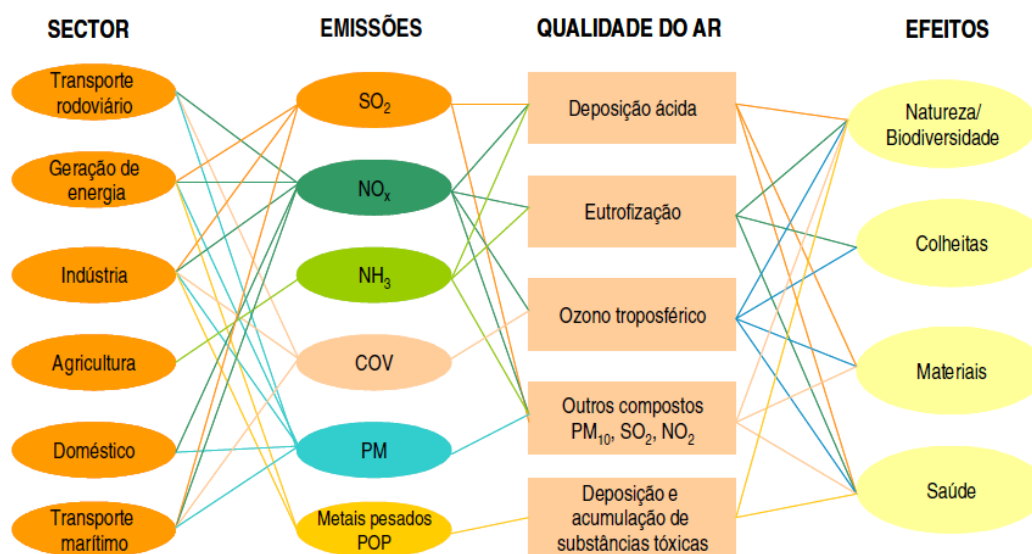 SECTOR
EMISSÕES
QUALIDADE DO AR
EFEITOS
Transporte
rodoviário
Geração de
energia
Indústria
Agricultura
Doméstico
Transporte
marítimo
SO₂
NOₓ
NH₃
COV
PM
Metais pesados
POP
Deposição ácida
Eutrofização
Ozono troposférico
Outros compostos
PM₁₀, SO₂, NO₂
Deposição e
acumulação de
substâncias tóxicas
Natureza/
Biodiversidade
Colheitas
Materiais
Saúde